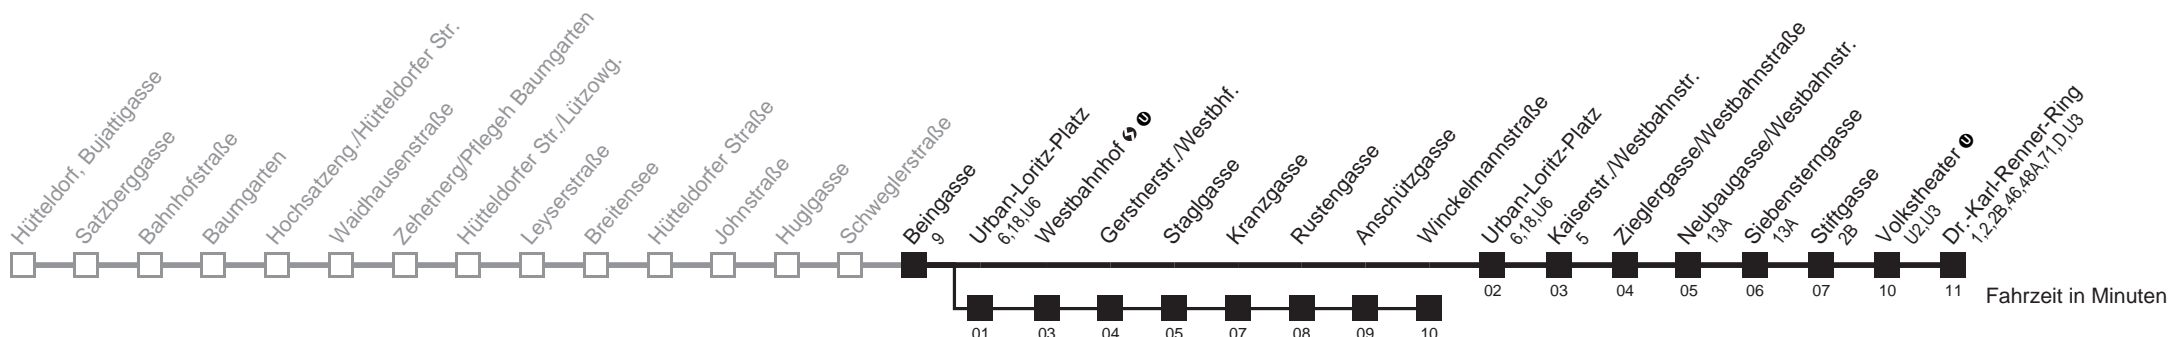 Hütteldorf, Bujattigasse
Satzberggasse
Bahnhofstraße
Baumgarten
Hochsatzeng./Hütteldorfer Str.
Waidhausenstraße
Zehetnerg/Pflegeh Baumgarten
Hütteldorfer Str./Lützowg.
Leyserstraße
Breitensee
Hütteldorfer Straße
Johnstraße
Huglgasse
Schweglerstraße
Beingasse
9
Urban-Loritz-Platz
6,18,U6
Westbahnhof
Gerstnerstr./Westbhf.
Staglgasse
Kranzgasse
Rustengasse
Anschützgasse
Winckelmannstraße
Urban-Loritz-Platz
6,18,U6
Kaiserstr./Westbahnstr.
5
Zieglergasse/Westbahnstraße
Neubaugasse/Westbahnstr.
13A
Siebensterngasse
13A
Stiftgasse
2B
Volkstheater U
U2,U3
Dr.-Karl-Renner-Ring
1,2,2B,46,48A,71,D,U3
02 03 04 05 06 07 10 11
Fahrzeit in Minuten
01 03 04 05 07 08 09 10